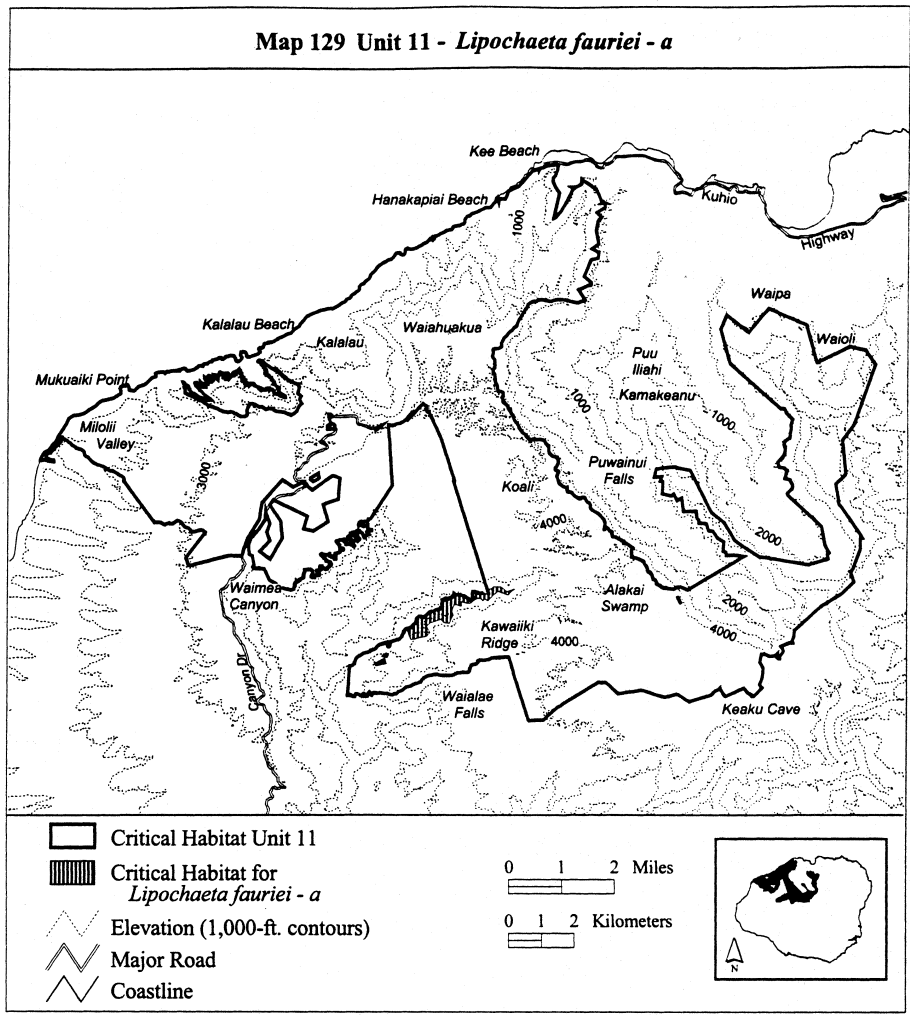 Map 129 Unit 11 - Lipochaeta fauriei - a
Kee Beach
Hanakapiai Beach
Kuhio
Highway
1000
Waipa
Kalalau Beach
Kalalau
Waiahuakua
Waioli
Puu
Iliahi
Mukuaiki Point
Kamakeanu
1000
1000
Milolii
Valley
3000
Puwainui
Falls
Koali
4000
2000
Waimea
Canyon
Alakai
Swamp
2000
Kawaiiki
Ridge
4000
4000
Canyon Dr
Waialae
Falls
Keaku Cave
Critical Habitat Unit 11
Critical Habitat for
Lipochaeta fauriei - a
Elevation (1,000-ft. contours)
Major Road
Coastline
0 1 2 Miles
0 1 2 Kilometers
N